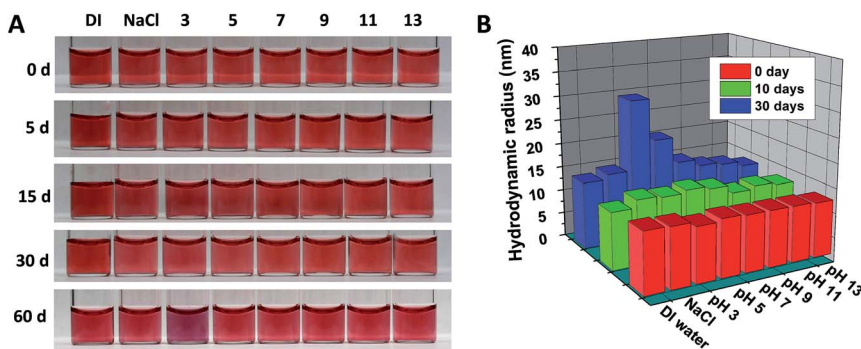 A
DI NaCl 3 5 7 9 11 13
0 d
5 d
15 d
30 d
60 d
B
Hydrodynamic radius (nm)
40
35
30
25
20
15
10
5
0
0 day
10 days
30 days
DI water
NaCl
pH 3
pH 5
pH 7
pH 9
pH 11
pH 13